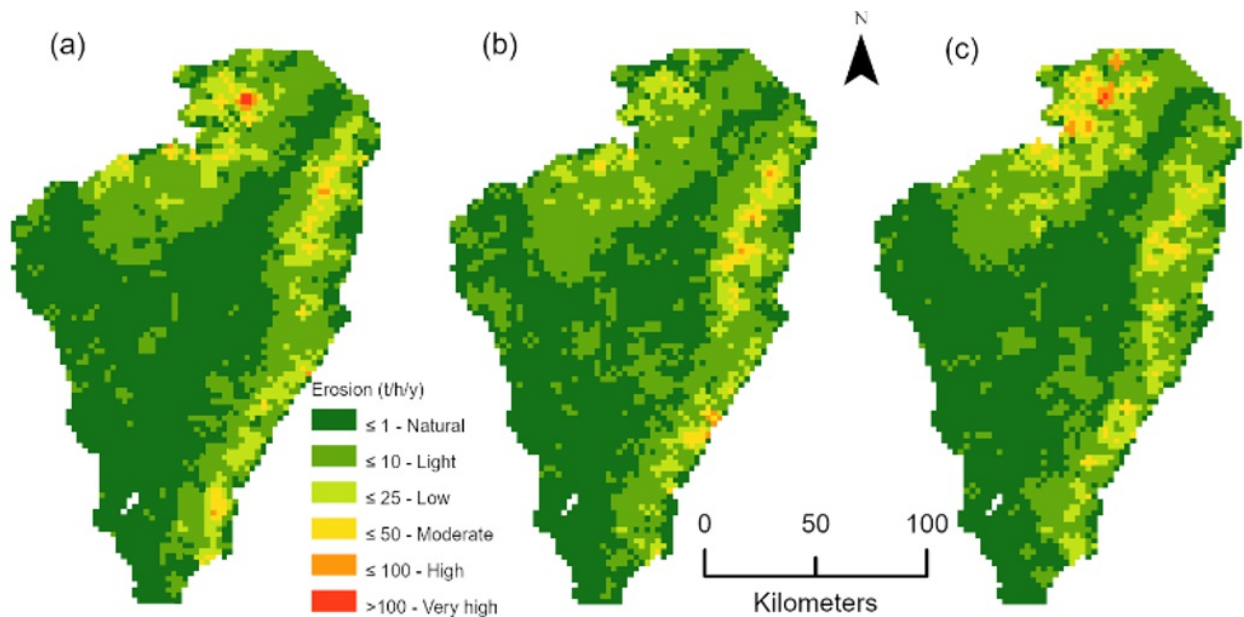 (a)
(b)
N
(c)
Erosion (t/h/y)
≤ 1 - Natural
≤ 10 - Light
≤ 25 - Low
≤ 50 - Moderate
≤ 100 - High
>100 - Very high
0 50 100
Kilometers